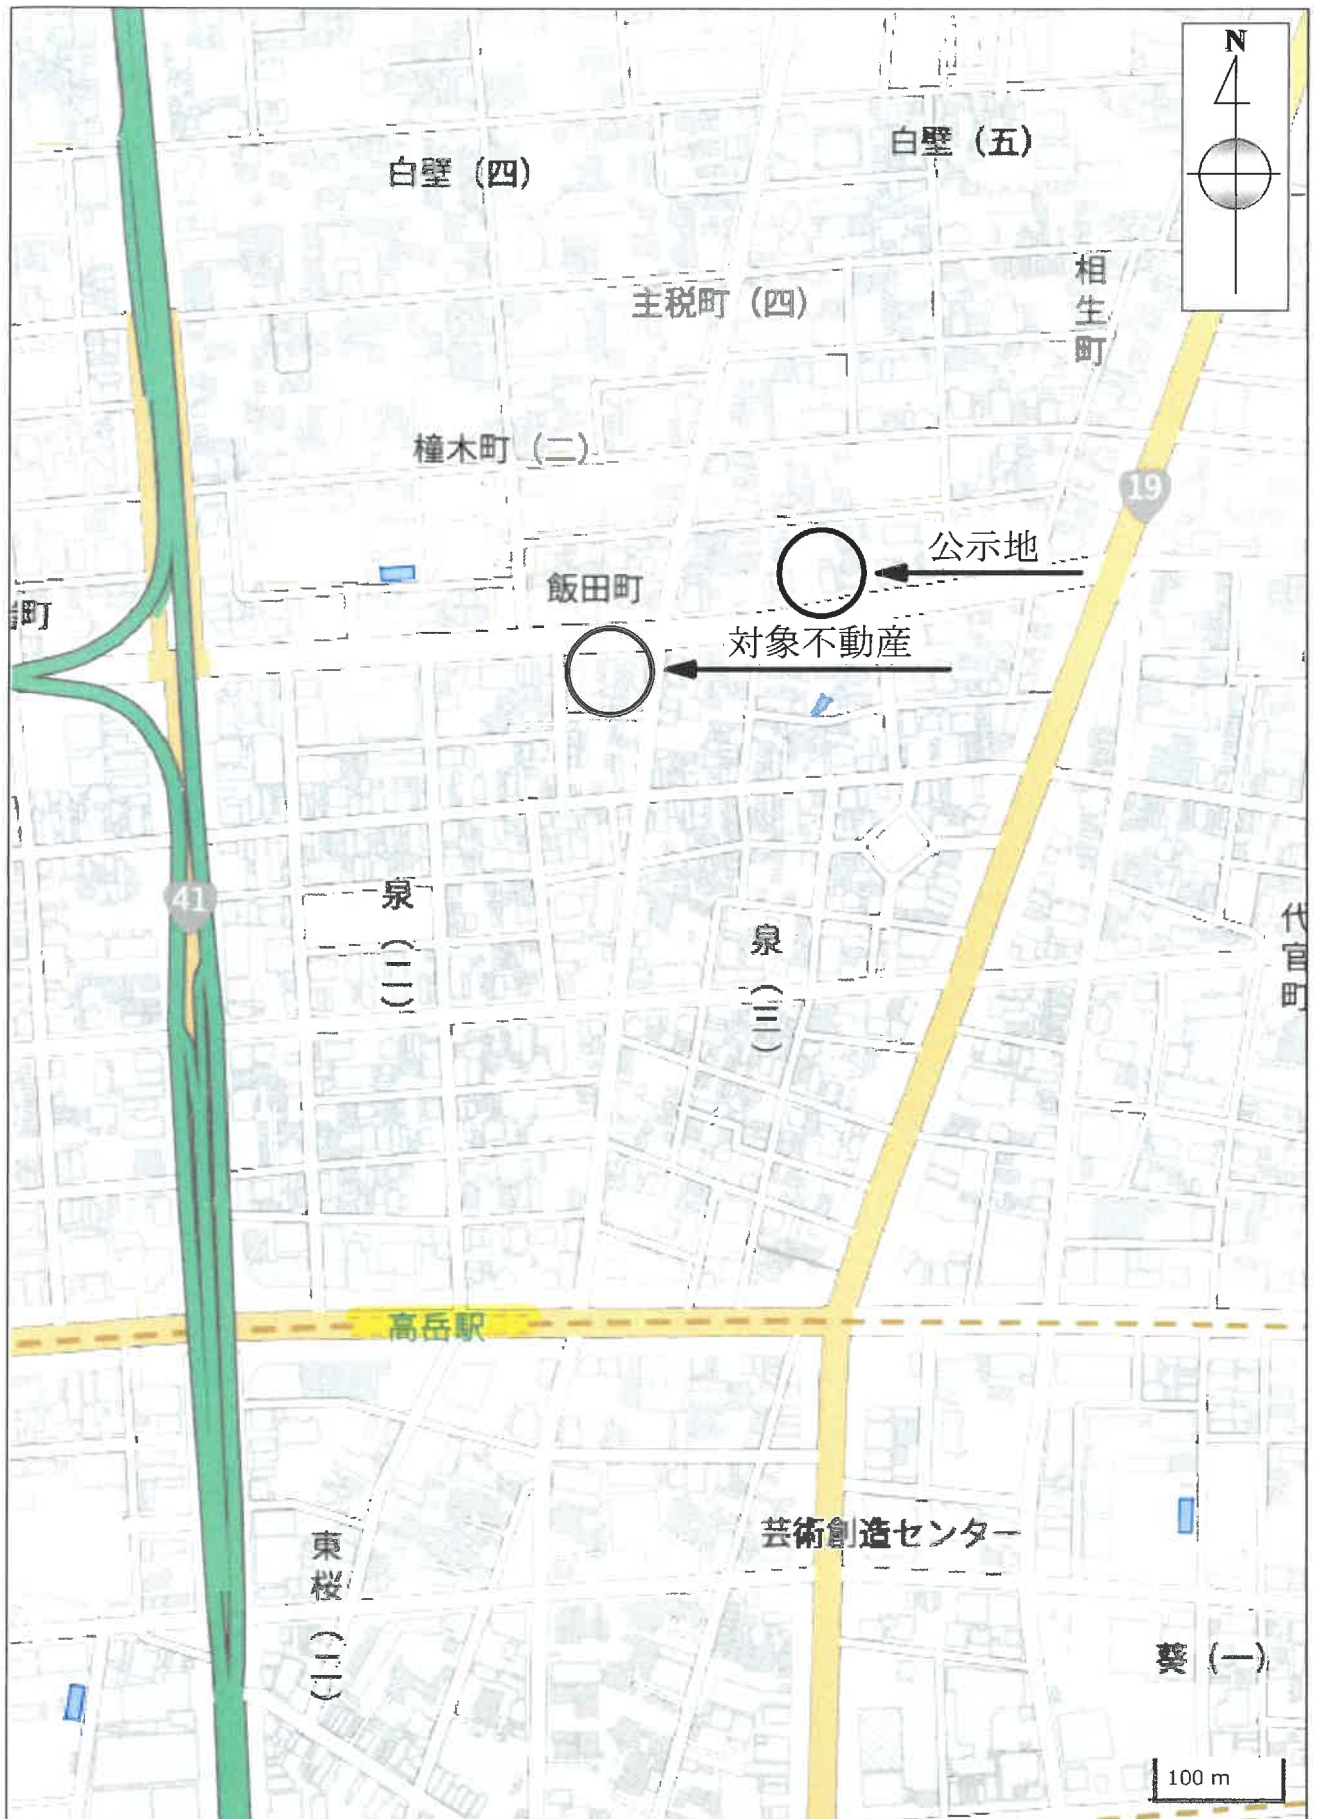 N
白壁（四）
白壁（五）
主税町（四）
相生町
橦木町（二）
19
公示地
飯田町
町
対象不動産
41
泉（二）
泉（三）
代官町
高岳駅
東桜（二）
芸術創造センター
葵（一）
100 m